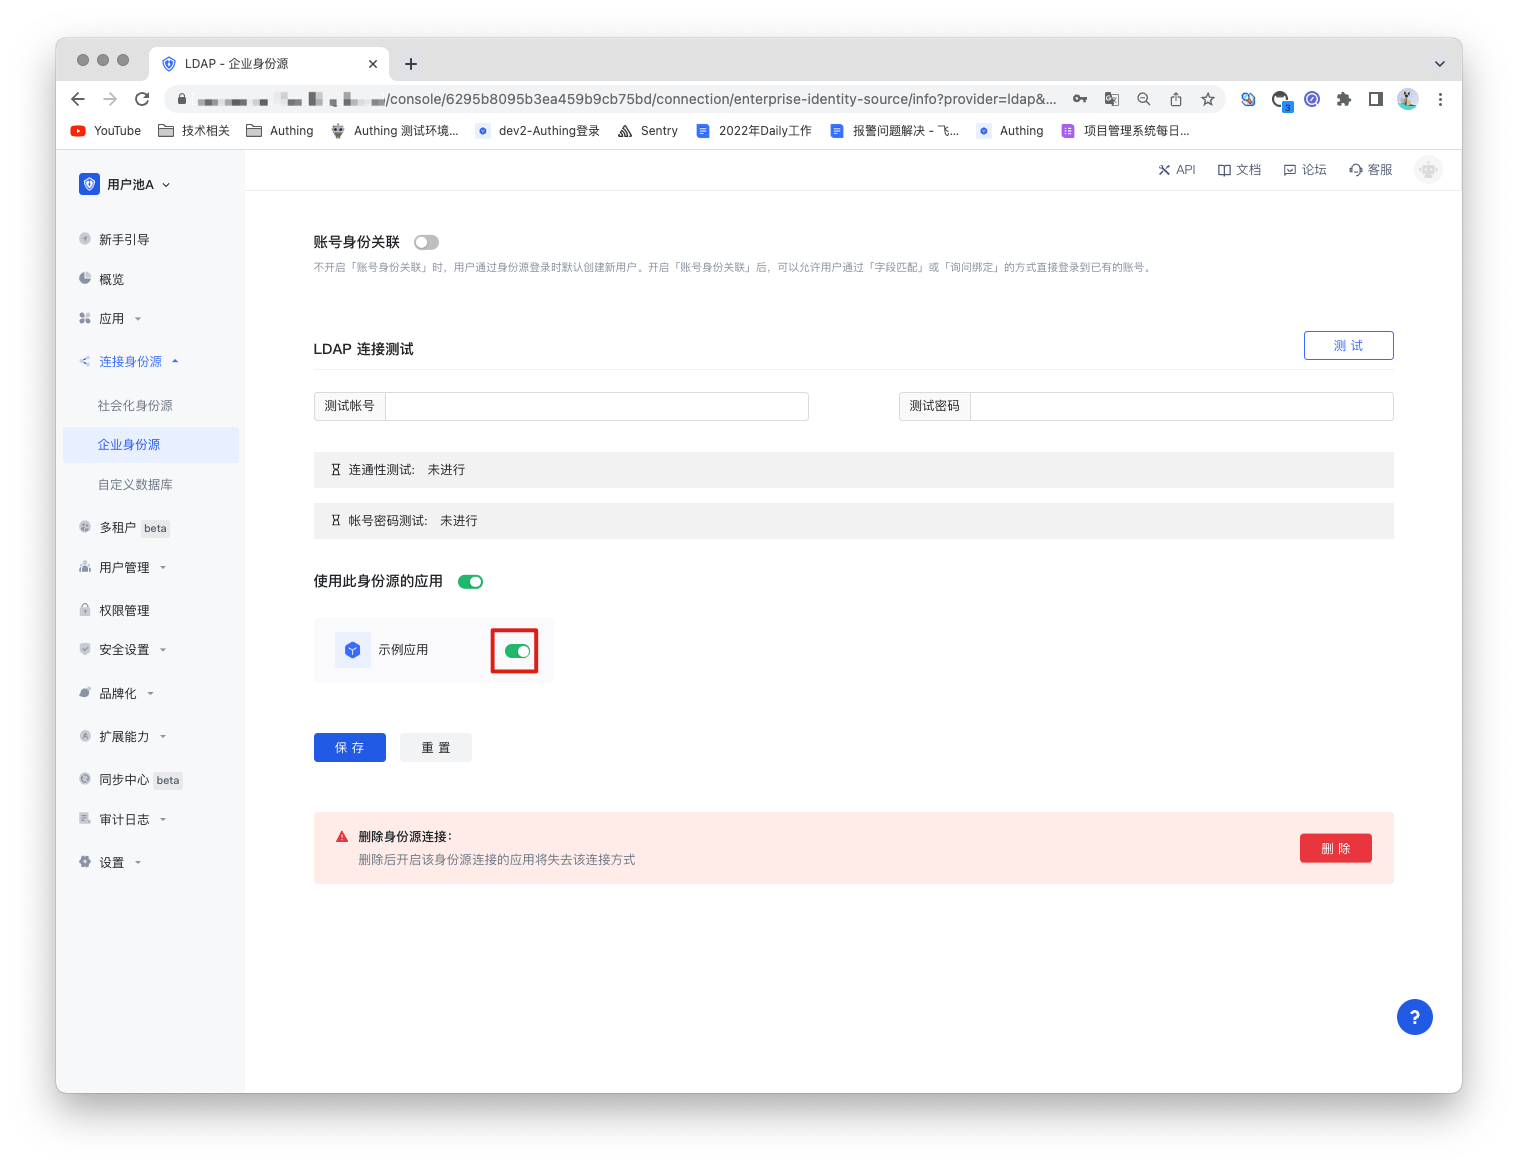 LDAP - 企业身份源
/console/6295b8095b3ea459b9cb75bd/connection/enterprise-identity-source/info?provider=ldap&...
3
YouTube 技术相关 Authing Authing 测试环境... dev2-Authing登录 Sentry 2022年Daily工作 报警问题解决 - 飞... Authing 项目管理系统每日...
用户池A
API 文档 论坛 客服
新手引导
概览
应用
连接身份源
社会化身份源
企业身份源
自定义数据库
多租户 beta
用户管理
权限管理
安全设置
品牌化
扩展能力
同步中心 beta
审计日志
设置
账号身份关联
不开启「账号身份关联」时，用户通过身份源登录时默认创建新用户。开启「账号身份关联」后，可以允许用户通过「字段匹配」或「询问绑定」的方式直接登录到已有的账号。
LDAP 连接测试
测 试
测试帐号
测试密码
连通性测试: 未进行
帐号密码测试: 未进行
使用此身份源的应用
示例应用
保 存
重 置
删除身份源连接：
删除后开启该身份源连接的应用将失去该连接方式
删 除
?